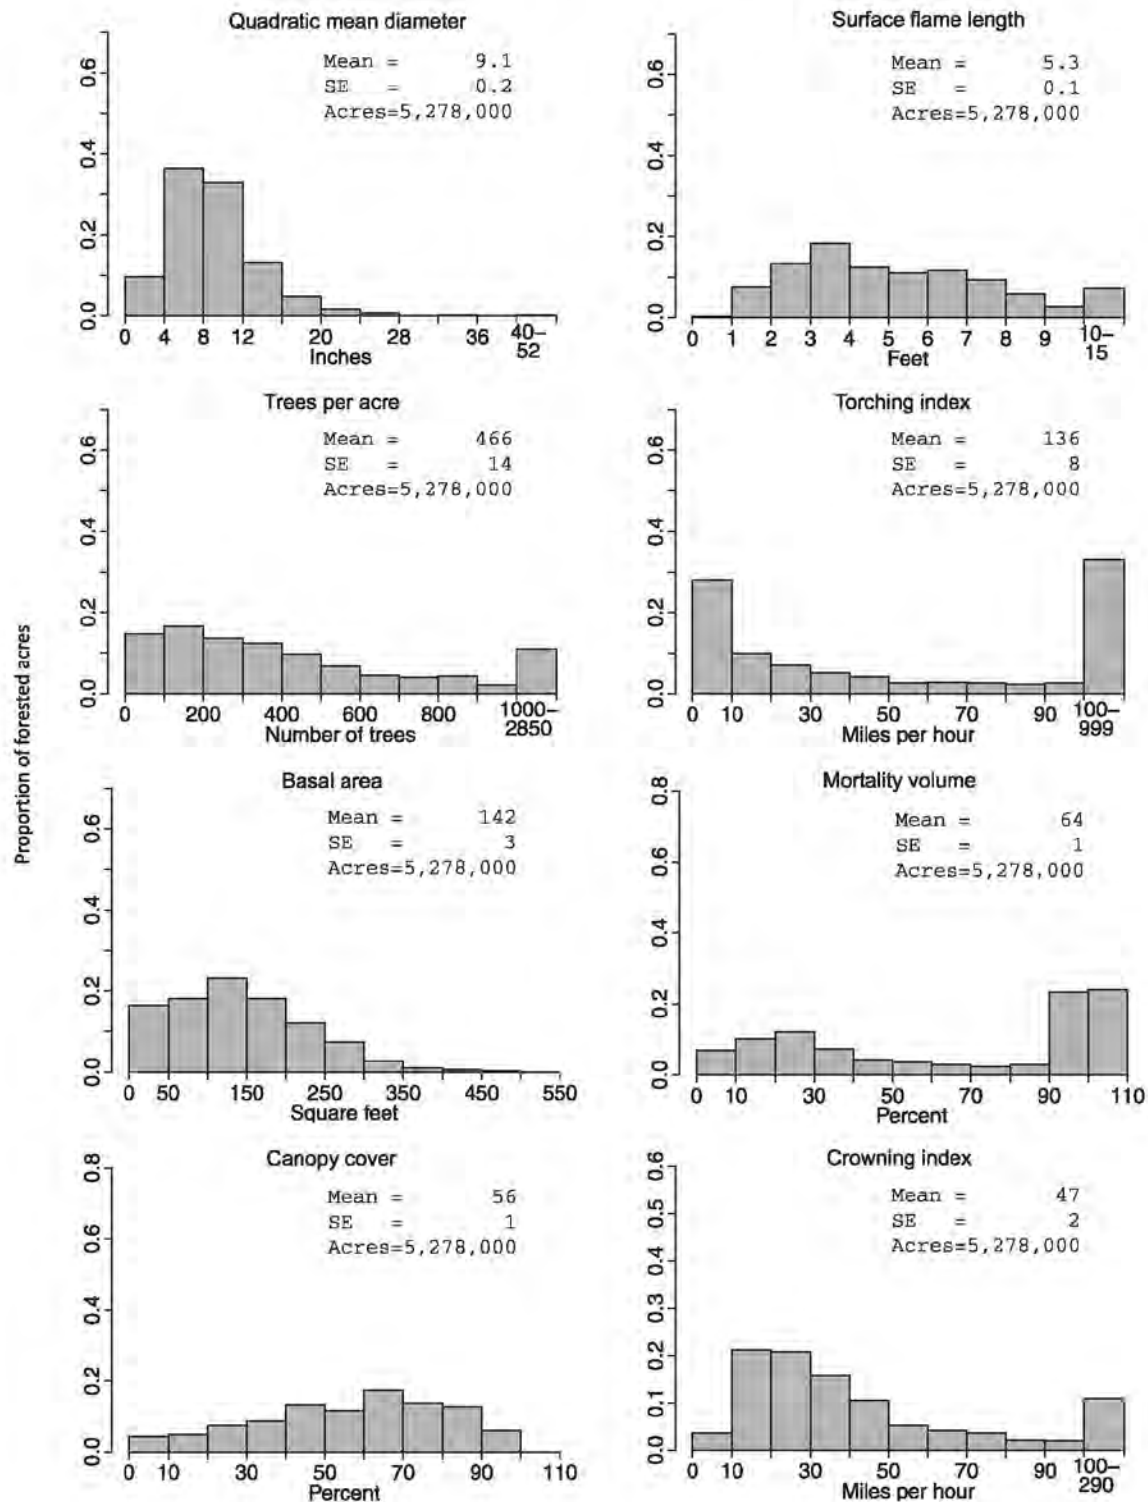 Proportion of forested acres
Quadratic mean diameter
Mean = 9.1
SE = 0.2
Acres=5,278,000
0.0 0.2 0.4 0.6
0 4 8 12 20 28 36 40–52
Inches
Surface flame length
Mean = 5.3
SE = 0.1
Acres=5,278,000
0.0 0.2 0.4 0.6
0 1 2 3 4 5 6 7 8 9 10–15
Feet
Trees per acre
Mean = 466
SE = 14
Acres=5,278,000
0.0 0.2 0.4 0.6
0 200 400 600 800 1000–2850
Number of trees
Torching index
Mean = 136
SE = 8
Acres=5,278,000
0.0 0.2 0.4 0.6
0 10 30 50 70 90 100–999
Miles per hour
Basal area
Mean = 142
SE = 3
Acres=5,278,000
0.0 0.2 0.4 0.6
0 50 150 250 350 450 550
Square feet
Mortality volume
Mean = 64
SE = 1
Acres=5,278,000
0.0 0.2 0.4 0.6 0.8
0 10 30 50 70 90 110
Percent
Canopy cover
Mean = 56
SE = 1
Acres=5,278,000
0.0 0.2 0.4 0.6 0.8
0 10 30 50 70 90 110
Percent
Crowning index
Mean = 47
SE = 2
Acres=5,278,000
0.0 0.1 0.2 0.3 0.4 0.5 0.6
0 10 30 50 70 90 100–290
Miles per hour